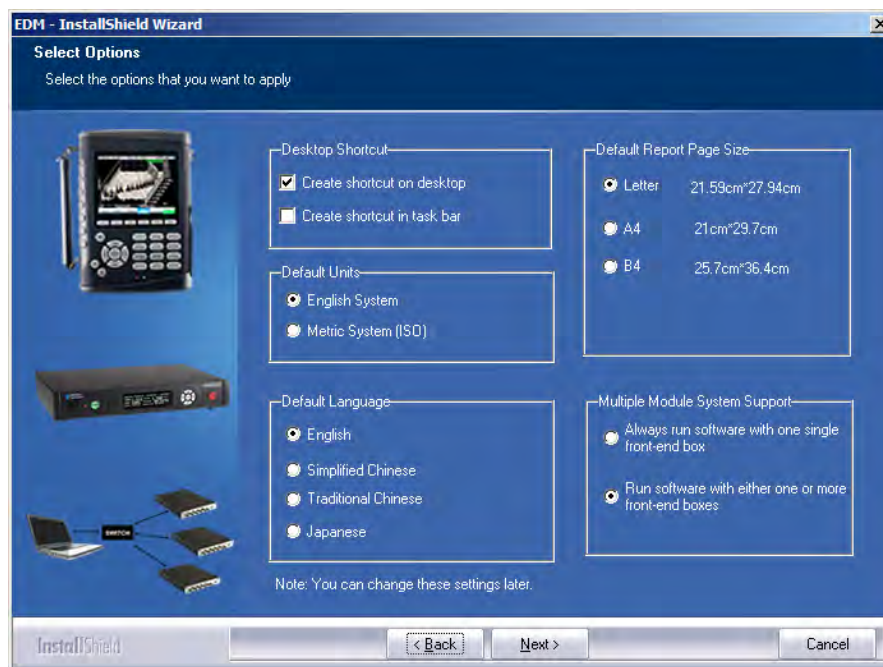 EDM - InstallShield Wizard
Select Options
Select the options that you want to apply
Desktop Shortcut
Create shortcut on desktop
Create shortcut in task bar
Default Units
English System
Metric System (ISO)
Default Language
English
Simplified Chinese
Traditional Chinese
Japanese
Note: You can change these settings later.
Default Report Page Size
Letter 21.59cm*27.94cm
A4 21cm*29.7cm
B4 25.7cm*36.4cm
Multiple Module System Support
Always run software with one single
front-end box
Run software with either one or more
front-end boxes
SWITCH
InstallShield
< Back
Next >
Cancel